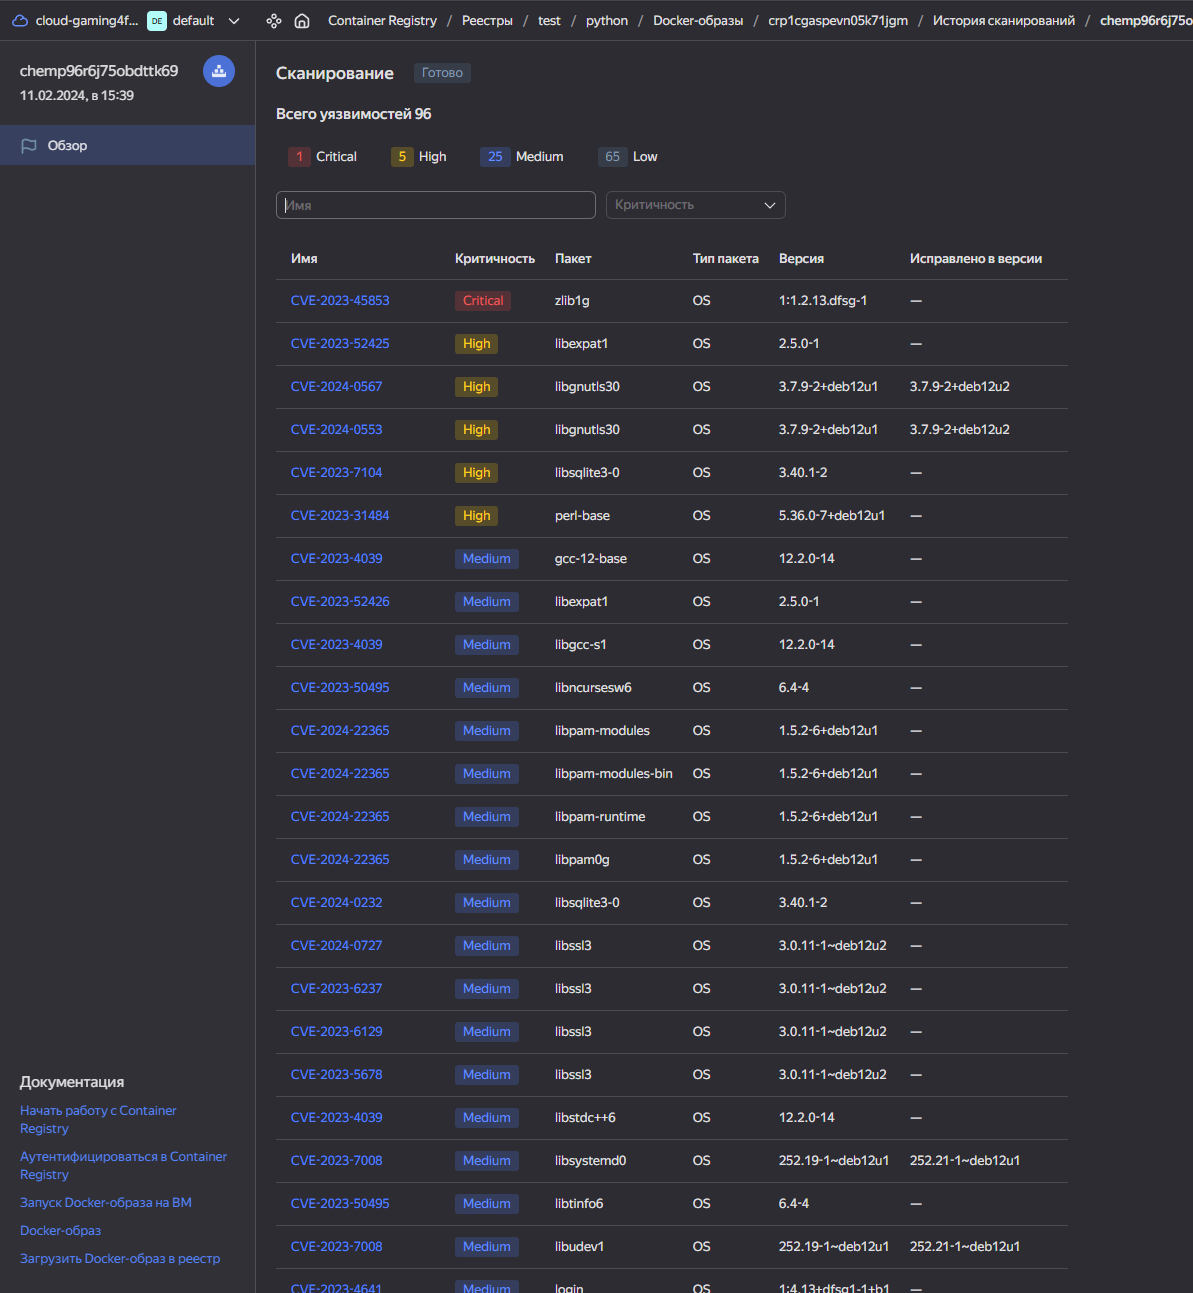 cloud-gaming4f... DE default Container Registry / Реестры / test / python / Docker-образы / crp1cgaspevn05k71jgm / История сканирований / chemp96r6j75o
chemp96r6j75obdttk69
11.02.2024, в 15:39
Обзор
Сканирование Готово
Всего уязвимостей 96
1 Critical 5 High 25 Medium 65 Low
Имя Критичность
Имя Критичность Пакет Тип пакета Версия Исправлено в версии
CVE-2023-45853 Critical zlib1g OS 1:1.2.13.dfsg-1 —
CVE-2023-52425 High libexpat1 OS 2.5.0-1 —
CVE-2024-0567 High libgnutls30 OS 3.7.9-2+deb12u1 3.7.9-2+deb12u2
CVE-2024-0553 High libgnutls30 OS 3.7.9-2+deb12u1 3.7.9-2+deb12u2
CVE-2023-7104 High libsqlite3-0 OS 3.40.1-2 —
CVE-2023-31484 High perl-base OS 5.36.0-7+deb12u1 —
CVE-2023-4039 Medium gcc-12-base OS 12.2.0-14 —
CVE-2023-52426 Medium libexpat1 OS 2.5.0-1 —
CVE-2023-4039 Medium libgcc-s1 OS 12.2.0-14 —
CVE-2023-50495 Medium libncursesw6 OS 6.4-4 —
CVE-2024-22365 Medium libpam-modules OS 1.5.2-6+deb12u1 —
CVE-2024-22365 Medium libpam-modules-bin OS 1.5.2-6+deb12u1 —
CVE-2024-22365 Medium libpam-runtime OS 1.5.2-6+deb12u1 —
CVE-2024-22365 Medium libpam0g OS 1.5.2-6+deb12u1 —
CVE-2024-0232 Medium libsqlite3-0 OS 3.40.1-2 —
CVE-2024-0727 Medium libssl3 OS 3.0.11-1~deb12u2 —
CVE-2023-6237 Medium libssl3 OS 3.0.11-1~deb12u2 —
CVE-2023-6129 Medium libssl3 OS 3.0.11-1~deb12u2 —
CVE-2023-5678 Medium libssl3 OS 3.0.11-1~deb12u2 —
CVE-2023-4039 Medium libstdc++6 OS 12.2.0-14 —
CVE-2023-7008 Medium libsystemd0 OS 252.19-1~deb12u1 252.21-1~deb12u1
CVE-2023-50495 Medium libtinfo6 OS 6.4-4 —
CVE-2023-7008 Medium libudev1 OS 252.19-1~deb12u1 252.21-1~deb12u1
CVE-2023-4641 Medium login OS 1:4.13+dfsg1-1+b1 —
Документация
Начать работу с Container
Registry
Аутентифицироваться в Container
Registry
Запуск Docker-образа на ВМ
Docker-образ
Загрузить Docker-образ в реестр